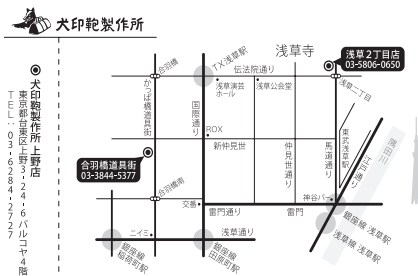 犬印鞄製作所
犬印鞄製作所 上野店
東京都台東区上野3-24-6 パルコヤ4階
TEL：03-6284-2727
浅草2丁目店
03-5806-0650
合羽橋道具街
03-3844-5377
合羽橋
かっぱ橋道具街
TX浅草駅
浅草寺
伝法院通り
浅草演芸
ホール
浅草公会堂
浅草二丁目
国際通り
ROX
新仲見世
仲見世通り
馬道通り
東武浅草駅
江戸通り
隅田川
合羽橋南
交番
雷門通り
雷門
神谷バー
ニイミ
浅草通り
銀座線
稲荷町駅
銀座線
田原町駅
銀座線 浅草駅
浅草線 浅草駅